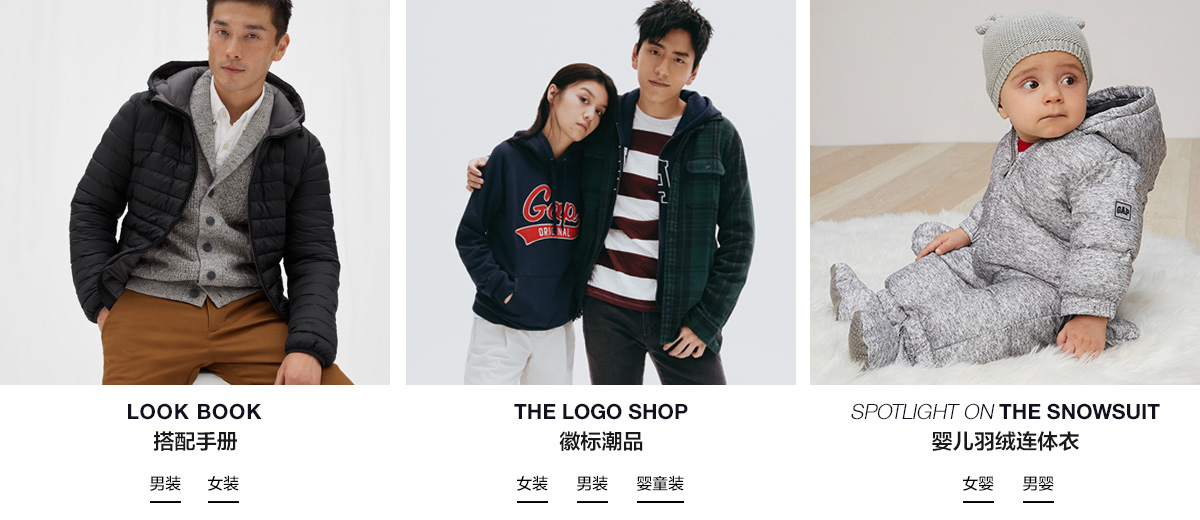 Gap
ORIGINAL
GAP
LOOK BOOK
搭配手册
男装 女装
THE LOGO SHOP
徽标潮品
女装 男装 婴童装
SPOTLIGHT ON THE SNOWSUIT
婴儿羽绒连体衣
女婴 男婴